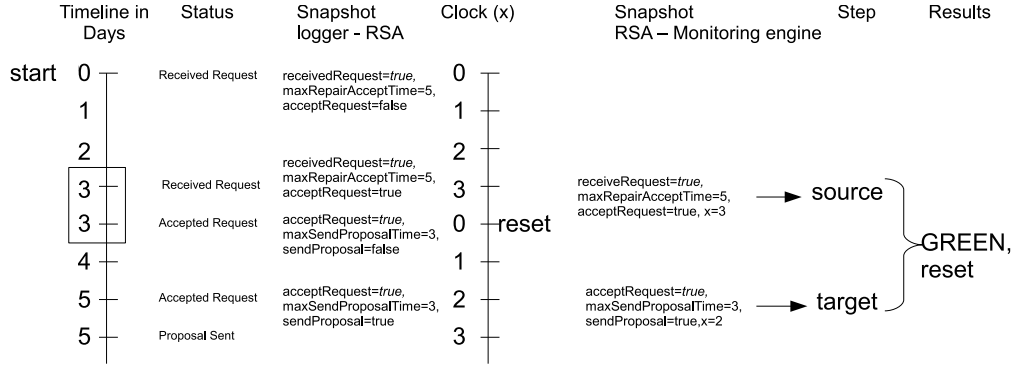 Timeline in Days Status Snapshot logger - RSA Clock (x) Snapshot RSA – Monitoring engine Step Results
start 0 Received Request receivedRequest=true, 0
maxRepairAcceptTime=5,
acceptRequest=false
1 1
2 2
receivedRequest=true,
maxRepairAcceptTime=5,
acceptRequest=true
3 Received Request 3
receiveRequest=true,
maxRepairAcceptTime=5,
acceptRequest=true, x=3
source
3 Accepted Request acceptRequest=true, 0 reset
maxSendProposalTime=3,
sendProposal=false
GREEN,
reset
4 1
5 Accepted Request acceptRequest=true, 2
maxSendProposalTime=3,
sendProposal=true
acceptRequest=true,
maxSendProposalTime=3,
sendProposal=true,x=2
target
5 Proposal Sent 3